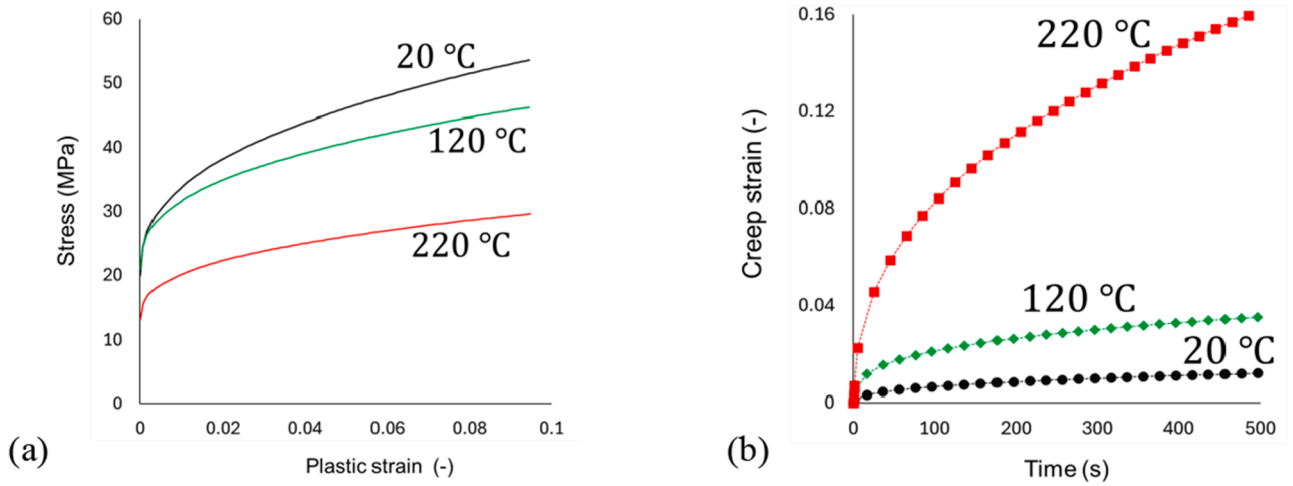 60
50
40
30
20
10
0
0
0.02
0.04
0.06
0.08
0.1
Stress (MPa)
Plastic strain (-)
20 °C
120 °C
220 °C
(a)
0.16
0.12
0.08
0.04
0
0
100
200
300
400
500
Creep strain (-)
Time (s)
220 °C
120 °C
20 °C
(b)